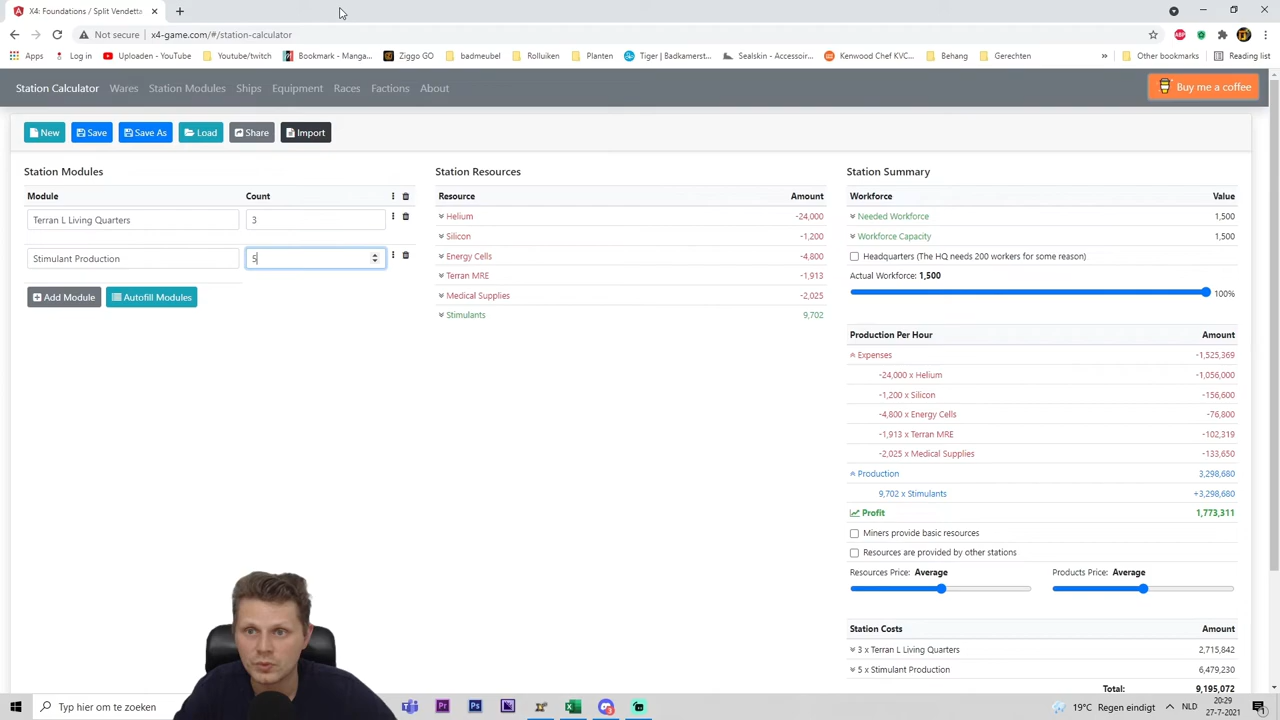 X4: Foundations / Split Vendetta
Not secure x4-game.com/#/station-calculator
Apps Log in Uploaden - YouTube Youtube/twitch Bookmark - Manga... Ziggo GO badmeubel Rolluiken Planten Tiger | Badkamerst... Sealskin - Accessoir... Kenwood Chef KVC... Behang Gerechten Other bookmarks Reading list
Station Calculator Wares Station Modules Ships Equipment Races Factions About Buy me a coffee
New Save Save As Load Share Import
Station Modules
Module Count
Terran L Living Quarters 3
Stimulant Production 5
Add Module Autofill Modules
Station Resources
Resource Amount
Helium -24,000
Silicon -1,200
Energy Cells -4,800
Terran MRE -1,913
Medical Supplies -2,025
Stimulants 9,702
Station Summary
Workforce Value
Needed Workforce 1,500
Workforce Capacity 1,500
Headquarters (The HQ needs 200 workers for some reason)
Actual Workforce: 1,500
100%
Production Per Hour Amount
Expenses -1,525,369
-24,000 x Helium -1,056,000
-1,200 x Silicon -156,600
-4,800 x Energy Cells -76,800
-1,913 x Terran MRE -102,319
-2,025 x Medical Supplies -133,650
Production 3,298,680
9,702 x Stimulants +3,298,680
Profit 1,773,311
Miners provide basic resources
Resources are provided by other stations
Resources Price: Average Products Price: Average
Station Costs Amount
3 x Terran L Living Quarters 2,715,842
5 x Stimulant Production 6,479,230
Total: 9,195,072
Typ hier om te zoeken
19°C Regen eindigt NLD 20:29
27-7-2021